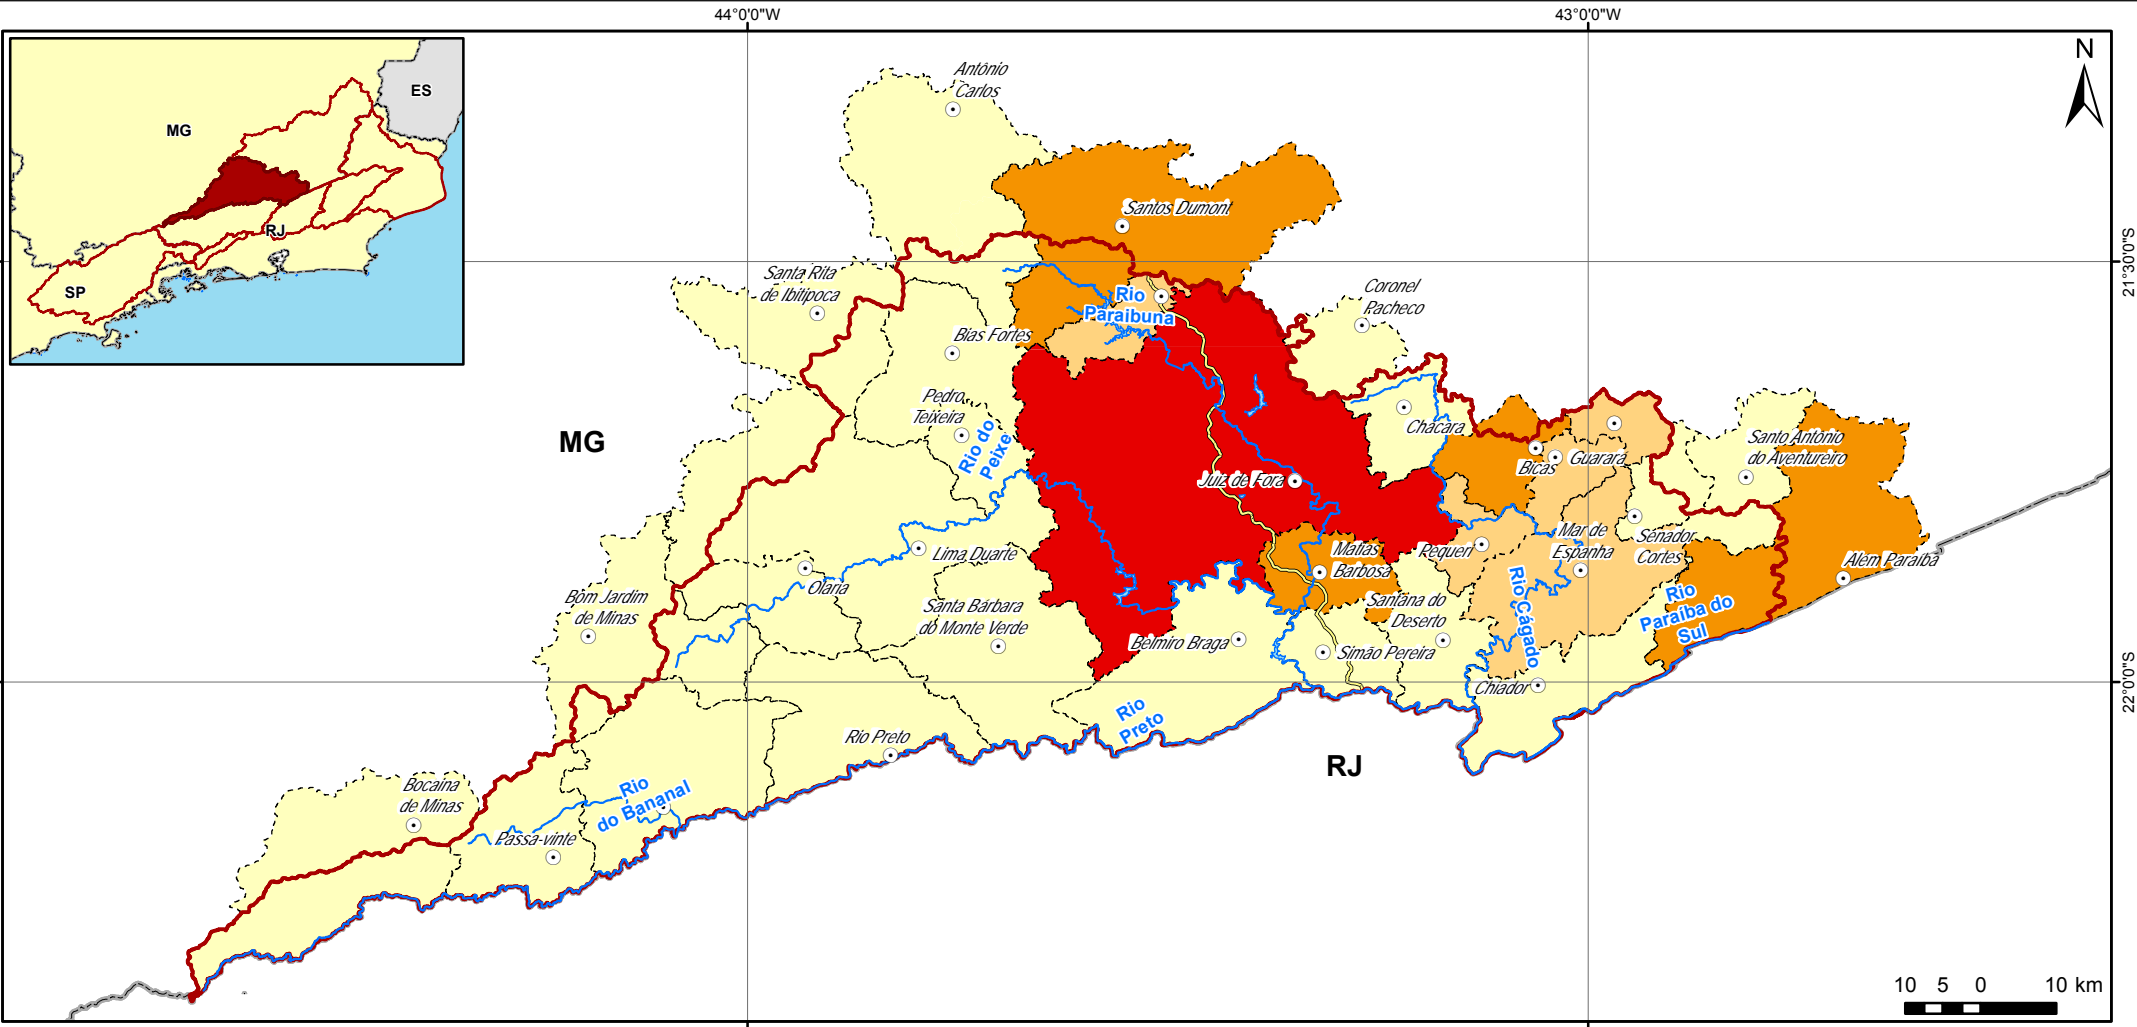 44°0'0"W
43°0'0"W
N
ES
MG
RJ
SP
21°30'0"S
22°0'0"S
António
Carlos
Santos Dumont
Santa Rita
de Ibitipoca
Rio
Paraibuna
Coronel
Pacheco
Bias Fortes
Pedro
Teixeira
Rio do
Peixe
MG
Chácara
Bicas
Guarará
Santo Antônio
do Aventureiro
Juiz de Fora
Lima Duarte
Olaria
Matias
Barbosa
Pequeri
Mar de
Espanha
Senador
Cortes
Além Paraíba
Bom Jardim
de Minas
Santa Bárbara
do Monte Verde
Belmiro Braga
Simão Pereira
Santana do
Deserto
Rio Cágado
Rio
Paraíba do
Sul
Chiador
Rio
Preto
Rio Preto
RJ
Bocaina
de Minas
Rio
do Bananal
Passa-vinte
10 5 0 10 km